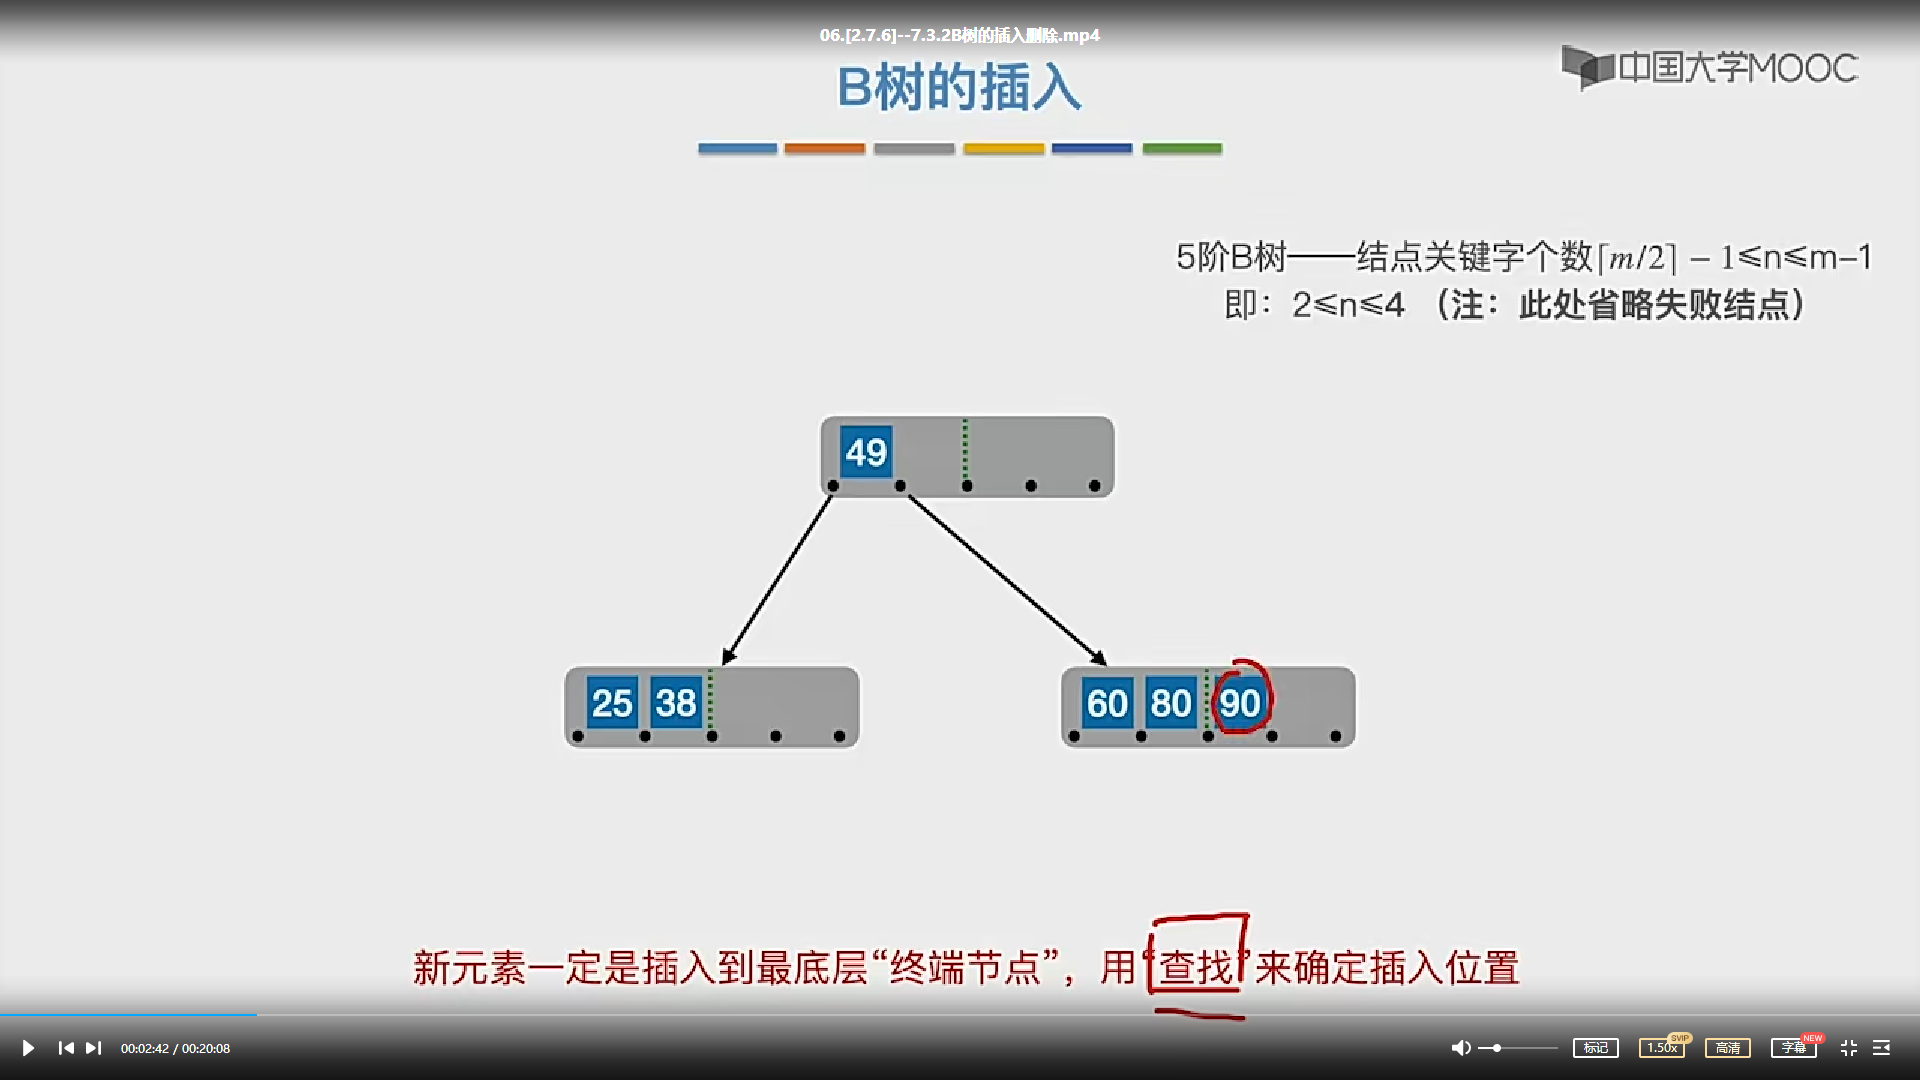 06.[2.7.6]--7.3.2B树的插入删除.mp4
中国大学MOOC
B树的插入
5阶B树——结点关键字个数⌈m/2⌉ − 1≤n≤m−1
即：2≤n≤4 （注：此处省略失败结点）
49
25 38
60 80 90
新元素一定是插入到最底层“终端节点”，用“查找”来确定插入位置
00:02:42 / 00:20:08
标记
1.50x
SVIP
高清
字幕
NEW